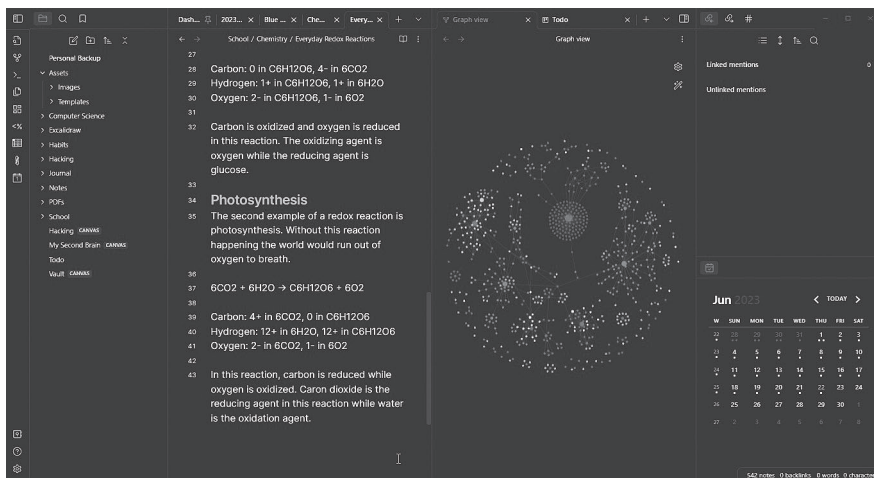 Dash...
2023...
Blue ...
Che...
Every...
Graph view
Todo
School / Chemistry / Everyday Redox Reactions
Graph view
Personal Backup
Assets
Images
Templates
Computer Science
Excalidraw
Habits
Hacking
Journal
Notes
PDFs
School
Hacking CANVAS
My Second Brain CANVAS
Todo
Vault CANVAS
27
28 Carbon: 0 in C6H12O6, 4- in 6CO2
29 Hydrogen: 1+ in C6H12O6, 1+ in 6H2O
30 Oxygen: 2- in C6H12O6, 1- in 6O2
31
32 Carbon is oxidized and oxygen is reduced
in this reaction. The oxidizing agent is
oxygen while the reducing agent is
glucose.
33
34 Photosynthesis
35 The second example of a redox reaction is
photosynthesis. Without this reaction
happening the world would run out of
oxygen to breath.
36
37 6CO2 + 6H2O → C6H12O6 + 6O2
38
39 Carbon: 4+ in 6CO2, 0 in C6H12O6
40 Hydrogen: 12+ in 6H2O, 12+ in C6H12O6
41 Oxygen: 2- in 6CO2, 1- in 6O2
42
43 In this reaction, carbon is reduced while
oxygen is oxidized. Caron dioxide is the
reducing agent in this reaction while water
is the oxidation agent.
Linked mentions 0
Unlinked mentions
Jun 2023 TODAY
W SUN MON TUE WED THU FRI SAT
22 28 29 30 31 1 2 3
23 4 5 6 7 8 9 10
24 11 12 13 14 15 16 17
25 18 19 20 21 22 23 24
26 25 26 27 28 29 30 1
27 2 3 4 5 6 7 8
542 notes 0 backlinks 0 words 0 character